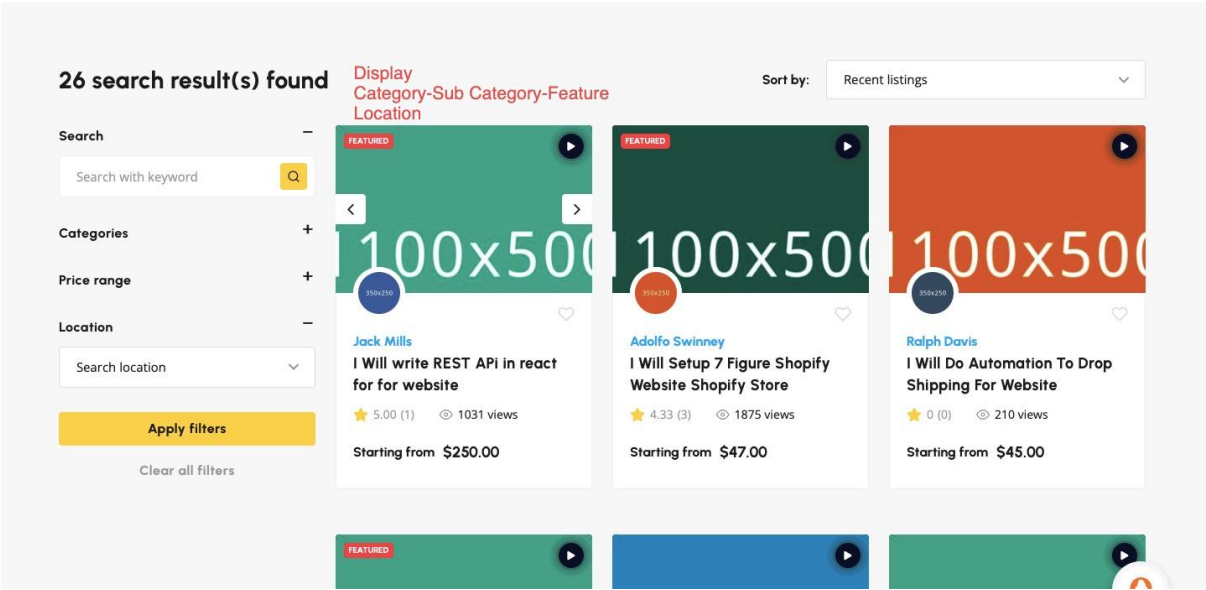 26 search result(s) found
Display
Category-Sub Category-Feature
Location
Sort by:
Recent listings
Search
Search with keyword
Categories
Price range
Location
Search location
Apply filters
Clear all filters
FEATURED
1100x500
350x250
Jack Mills
I Will write REST APi in react
for for website
5.00 (1)
1031 views
Starting from $250.00
FEATURED
1100x500
350x250
Adolfo Swinney
I Will Setup 7 Figure Shopify
Website Shopify Store
4.33 (3)
1875 views
Starting from $47.00
1100x500
350x250
Ralph Davis
I Will Do Automation To Drop
Shipping For Website
0 (0)
210 views
Starting from $45.00
FEATURED